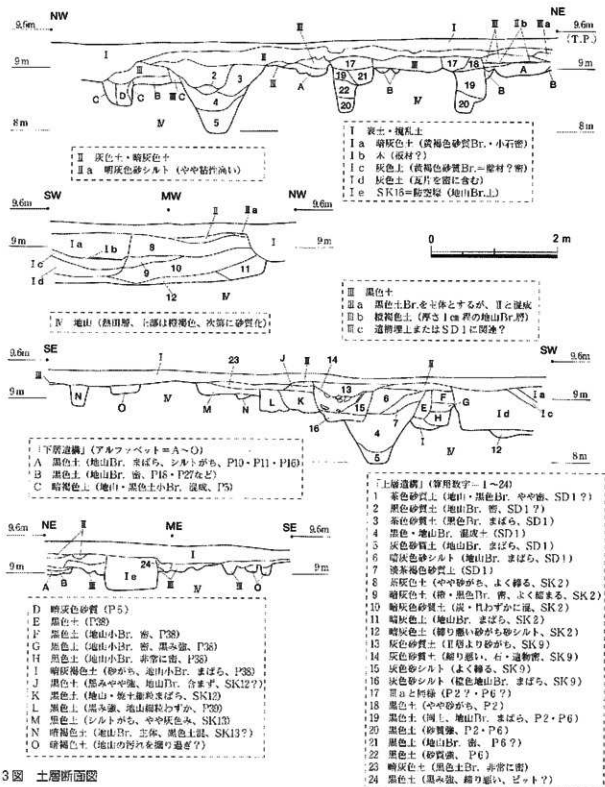 NW
NE
9.6m
9.6m
(T.P.)
9m
9m
8m
8m
Ⅰ 表土・攪乱土
Ⅰa 暗灰色土（黄褐色砂質Br.・小石密）
Ⅰb 木（板材？）
Ⅰc 灰色土（黄褐色砂質Br.=壁材？密）
Ⅰd 灰色土（瓦片を密に含む）
Ⅰe SK16=防空壕（地山Br.土）
Ⅱ 灰色土・暗灰色土
Ⅱa 明灰色砂シルト（やや粘性強い）
SW
MW
NW
9.6m
9.6m
9m
9m
0
2 m
Ⅲ 黒色土
Ⅲa 黒色土Br.を主体とするが、Ⅱと混成
Ⅲb 橙褐色土（厚さ1cm程の地山Br.層）
Ⅲc 遺構埋土またはSD1に関連？
Ⅳ 地山（熱田層、上部は橙褐色、次第に砂質化）
SE
SW
9.6m
9.6m
9m
9m
「下層遺構」（アルファベット=A～O）
A 黒色土（地山Br. まばら、シルトがち、P10・P11・P16）
B 黒色土（地山Br. 密、P18・P27など）
C 暗褐色土（地山・黒色土小Br. 混成、P5）
NE
ME
SE
9.6m
9.6m
9m
9m
D 暗灰色砂質（P5）
E 黒色土（P38）
F 黒色土（地山小Br. 密、P38）
G 黒色土（地山小Br. 密、黒み強、P38）
H 黒色土（地山小Br. 非常に密、P38）
I 暗灰褐色土（砂がち、地山小Br. まばら、P38）
J 黒色土（黒みやや強、地山Br. 含まず、SK12？）
K 黒色土（地山・焼土細粒まばら、SK12）
L 黒色土（黒み強、地山細粒わずか、P39）
M 黒色土（シルトがち、やや灰色み、SK13）
N 暗褐色土（地山Br. 主体、黒色土混、SK13？）
O 暗褐色土（地山の汚れを掘り過ぎ？）
「上層遺構」（算用数字=1～24）
1 茶色砂質土（地山・黒色Br. やや密、SD1？）
2 黒色砂質土（地山Br. 密、SD1？）
3 茶色砂質土（黒色Br. まばら、SD1）
4 黒色・地山Br. 混成土（SD1）
5 灰色砂質土（地山Br. まばら、SD1）
6 暗灰色砂シルト（地山Br. まばら、SD1）
7 淡茶褐色砂質土（SD1）
8 茶灰色土（やや砂がち、よく締る、SK2）
9 暗灰色土（橙・黒色Br. 密、よく締まる、SK2）
10 暗灰色砂質土（炭・れわずかに混、SK2）
11 暗灰色土（地山Br. まばら、SK2）
12 暗灰色土（締り悪い砂がち砂シルト、SK2）
13 灰色砂質土（Ⅱ層より砂がち、SK9）
14 灰色砂質土（締り悪い、石・遺物密、SK9）
15 灰色砂シルト（よく締る、SK9）
16 灰色砂シルト（橙色地山Br. まばら、SK9）
17 Ⅲaと同様（P2？・P6？）
18 黒色土（やや砂がち、P2）
19 黒色土（同上、地山Br. まばら、P2・P6）
20 黒色土（砂質強、P2・P6）
21 黒色土（地山Br. 密、P6？）
22 黒色土（砂質強、P6）
23 暗灰色土（黒色土Br. 非常に密）
24 黒色土（黒み強、締り悪い、ピット？）
3図 土層断面図